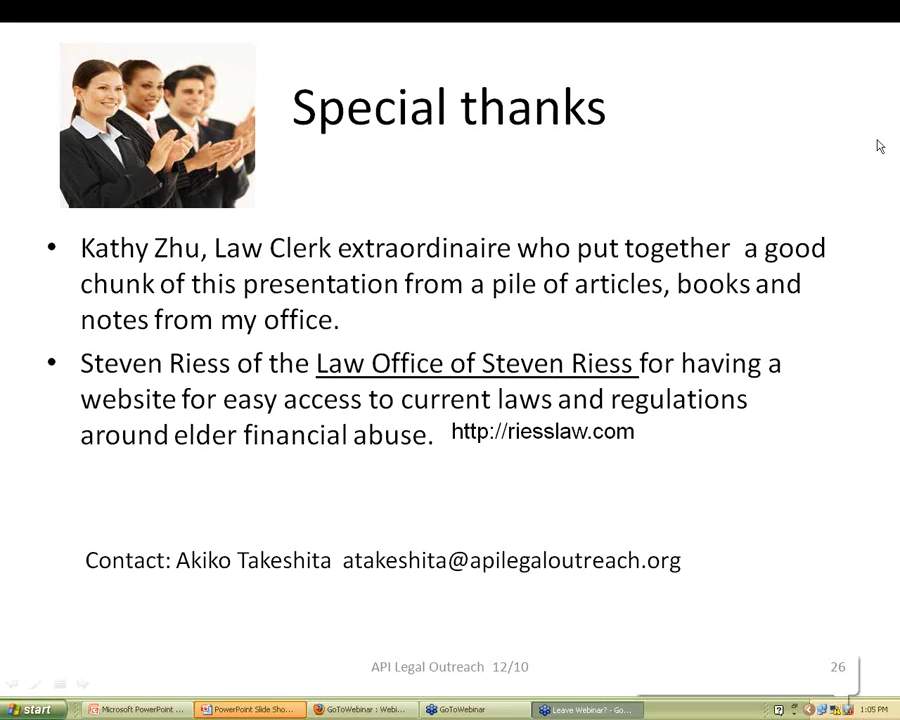 Special thanks
• Kathy Zhu, Law Clerk extraordinaire who put together a good
chunk of this presentation from a pile of articles, books and
notes from my office.
• Steven Riess of the Law Office of Steven Riess for having a
website for easy access to current laws and regulations
around elder financial abuse. http://riesslaw.com
Contact: Akiko Takeshita atakeshita@apilegaloutreach.org
API Legal Outreach 12/10
26
start
Microsoft PowerPoint ...
PowerPoint Slide Sho...
GoToWebinar : Webi...
GoToWebinar
Leave Webinar? - Go...
1:05 PM